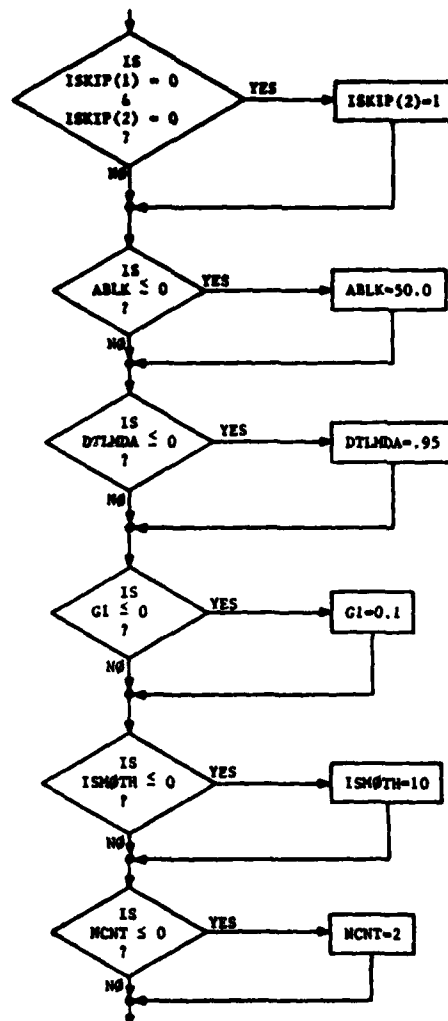 IS
ISKIP(1) = 0
&
ISKIP(2) = 0
?
YES
ISKIP(2)=1
NØ
IS
ABLK ≤ 0
?
YES
ABLK=50.0
NØ
IS
DTLMDA ≤ 0
?
YES
DTLMDA=.95
NØ
IS
G1 ≤ 0
?
YES
G1=0.1
NØ
IS
ISMØTH ≤ 0
?
YES
ISMØTH=10
NØ
IS
NCNT ≤ 0
?
YES
NCNT=2
NØ